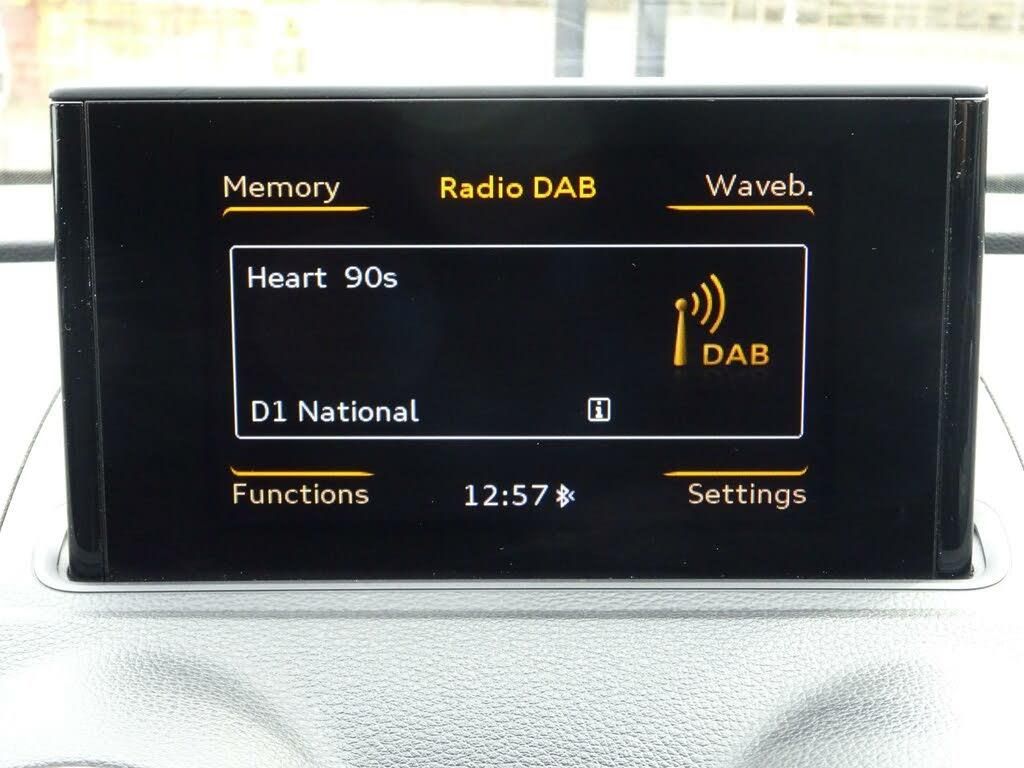 Memory Radio DAB Waveb.
Heart 90s
DAB
D1 National i
Functions 12:57 Settings